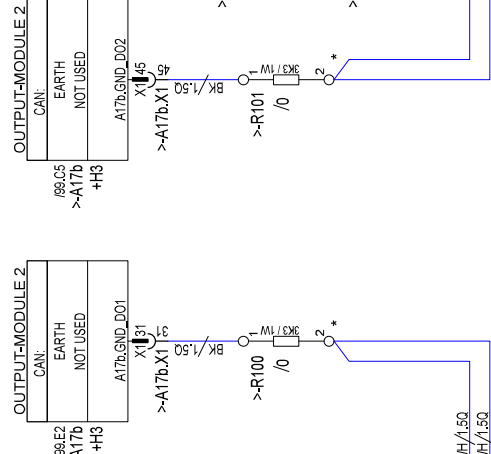 OUTPUT-MODULE 2
CAN:
EARTH
NOT USED
A17b.GND_DO2
/99.C5
>-A17b
+H3
X1 45
45
>-A17b.X1
BK/1.5Q
1
>-R101
3K3 / 1W
/0
2
*
OUTPUT-MODULE 2
CAN:
EARTH
NOT USED
A17b.GND_DO1
99.E2
A17b
+H3
X1 31
31
>-A17b.X1
BK/1.5Q
1
>-R100
3K3 / 1W
/0
2
*
/H/1.5Q
/H/1.5Q